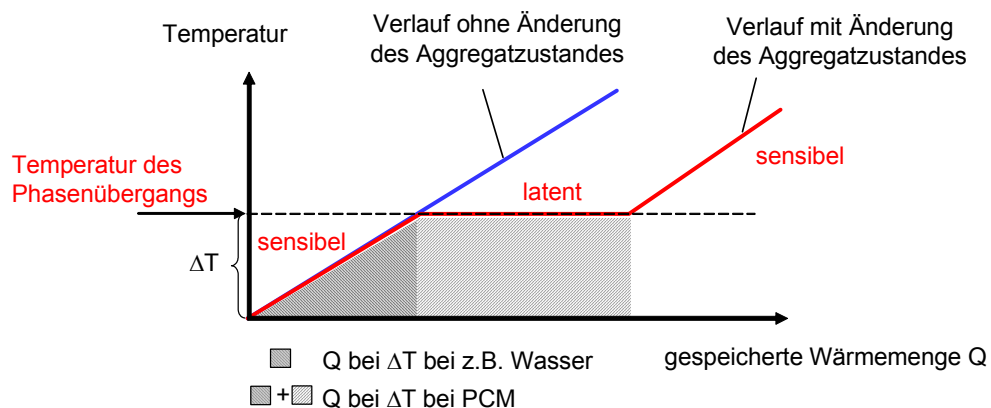 Temperatur
Verlauf ohne Änderung
des Aggregatzustandes
Verlauf mit Änderung
des Aggregatzustandes
Temperatur des
Phasenübergangs
sensibel
latent
sensibel
ΔT
gespeicherte Wärmemenge Q
Q bei ΔT bei z.B. Wasser
+ Q bei ΔT bei PCM